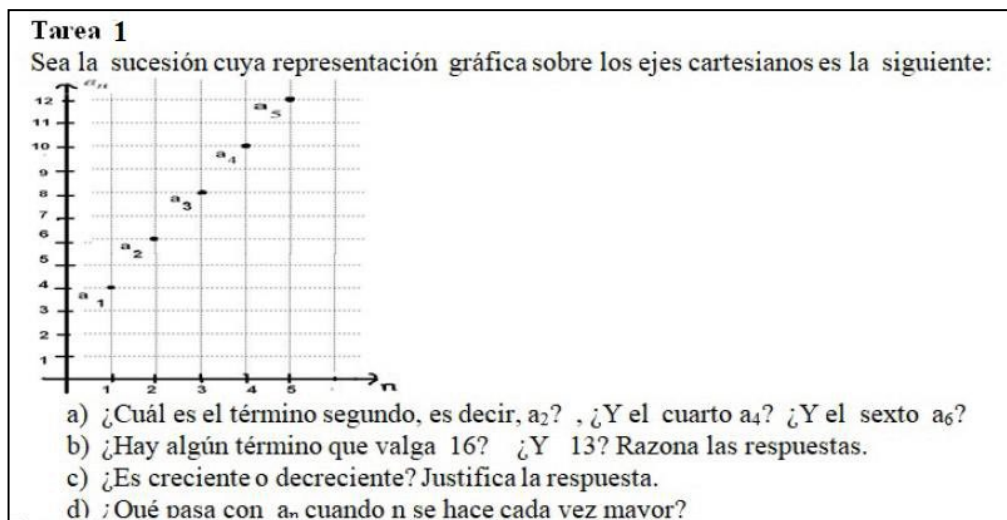 Tarea 1
Sea la sucesión cuya representación gráfica sobre los ejes cartesianos es la siguiente:
aₙ
12
a₅
11
10
a₄
9
8
a₃
7
6
a₂
5
4
a₁
3
2
1
1 2 3 4 5 n
a) ¿Cuál es el término segundo, es decir, a₂? , ¿Y el cuarto a₄? ¿Y el sexto a₆?
b) ¿Hay algún término que valga 16? ¿Y 13? Razona las respuestas.
c) ¿Es creciente o decreciente? Justifica la respuesta.
d) ¿Qué pasa con aₙ cuando n se hace cada vez mayor?